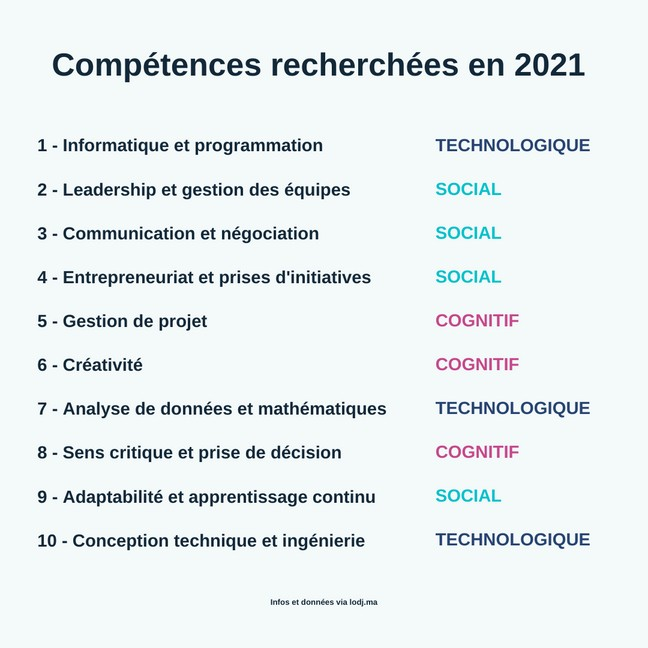 Compétences recherchées en 2021
1 - Informatique et programmation TECHNOLOGIQUE
2 - Leadership et gestion des équipes SOCIAL
3 - Communication et négociation SOCIAL
4 - Entrepreneuriat et prises d'initiatives SOCIAL
5 - Gestion de projet COGNITIF
6 - Créativité COGNITIF
7 - Analyse de données et mathématiques TECHNOLOGIQUE
8 - Sens critique et prise de décision COGNITIF
9 - Adaptabilité et apprentissage continu SOCIAL
10 - Conception technique et ingénierie TECHNOLOGIQUE
Infos et données via lodj.ma